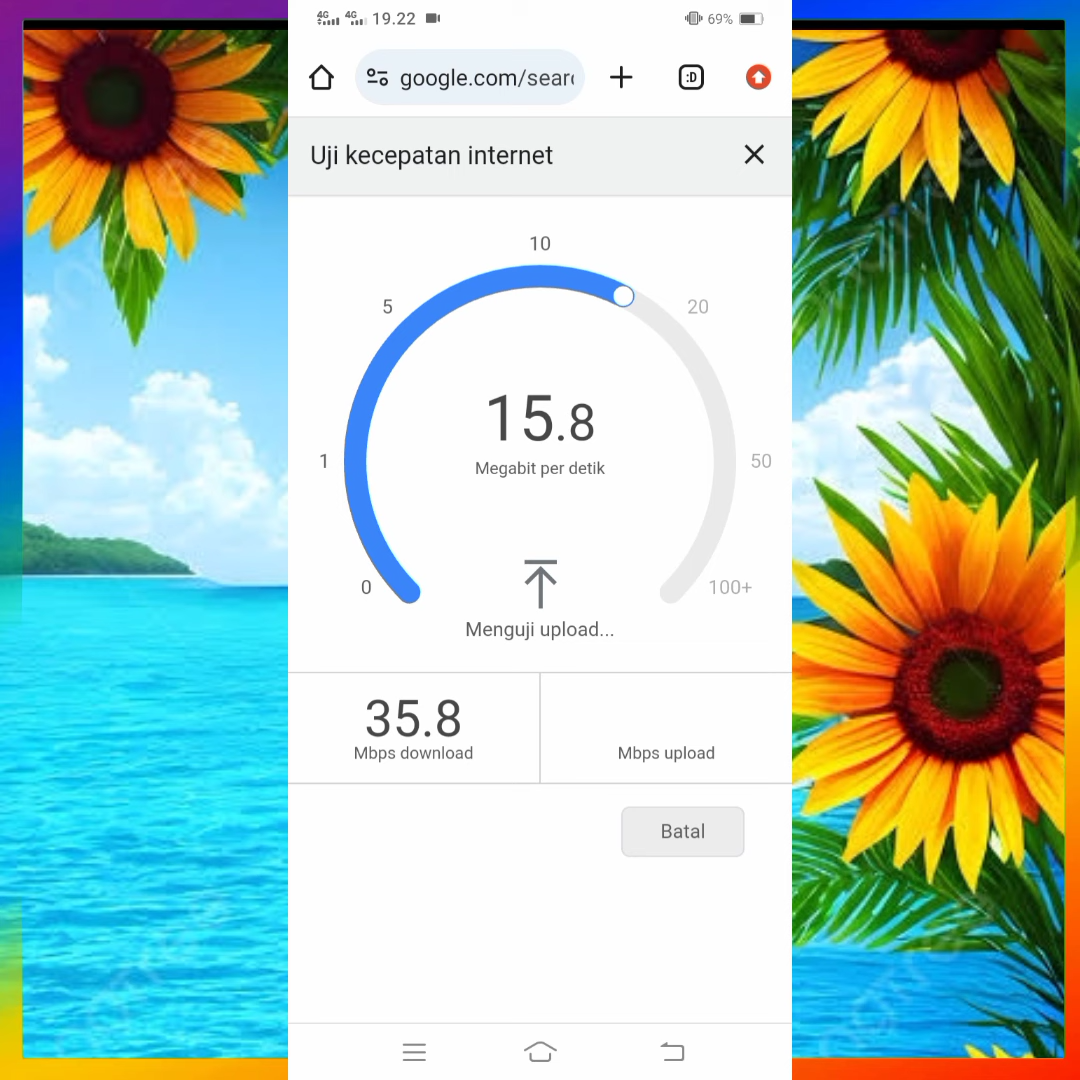 4G 4G 19.22 69%
google.com/sear
:D
Uji kecepatan internet
10
5
20
15.8
1
50
Megabit per detik
0
100+
Menguji upload...
35.8
Mbps download
Mbps upload
Batal